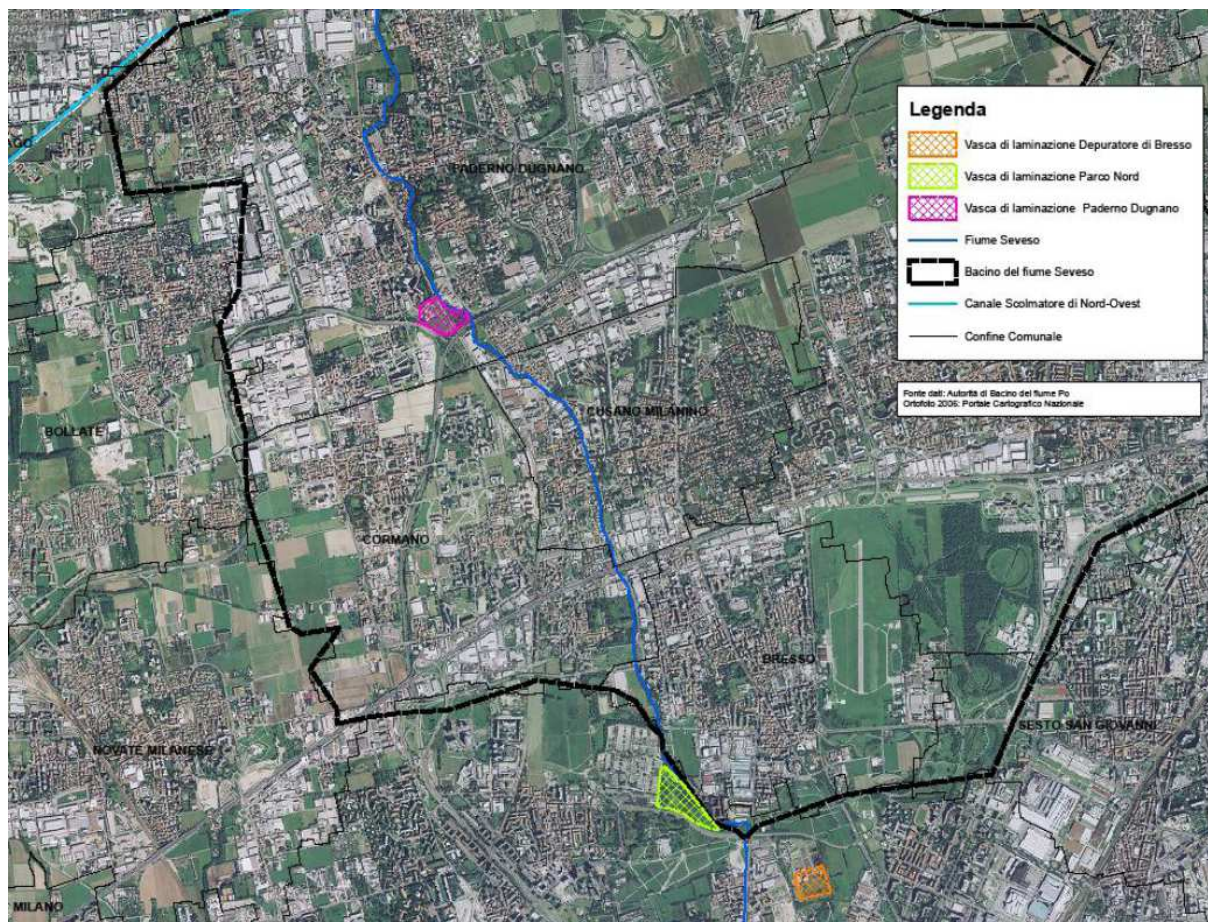 Legenda
Vasca di laminazione Depuratore di Bresso
Vasca di laminazione Parco Nord
Vasca di laminazione Paderno Dugnano
Fiume Seveso
Bacino del fiume Seveso
Canale Scolmatore di Nord-Ovest
Confine Comunale
Fonte dati: Autorità di Bacino del fiume Po
Ortofoto 2006: Portale Cartografico Nazionale
GO
PADERNO DUGNANO
CUSANO MILANINO
BOLLATE
CORMANO
BRESSO
SESTO SAN GIOVANNI
NOVATE MILANESE
MILANO